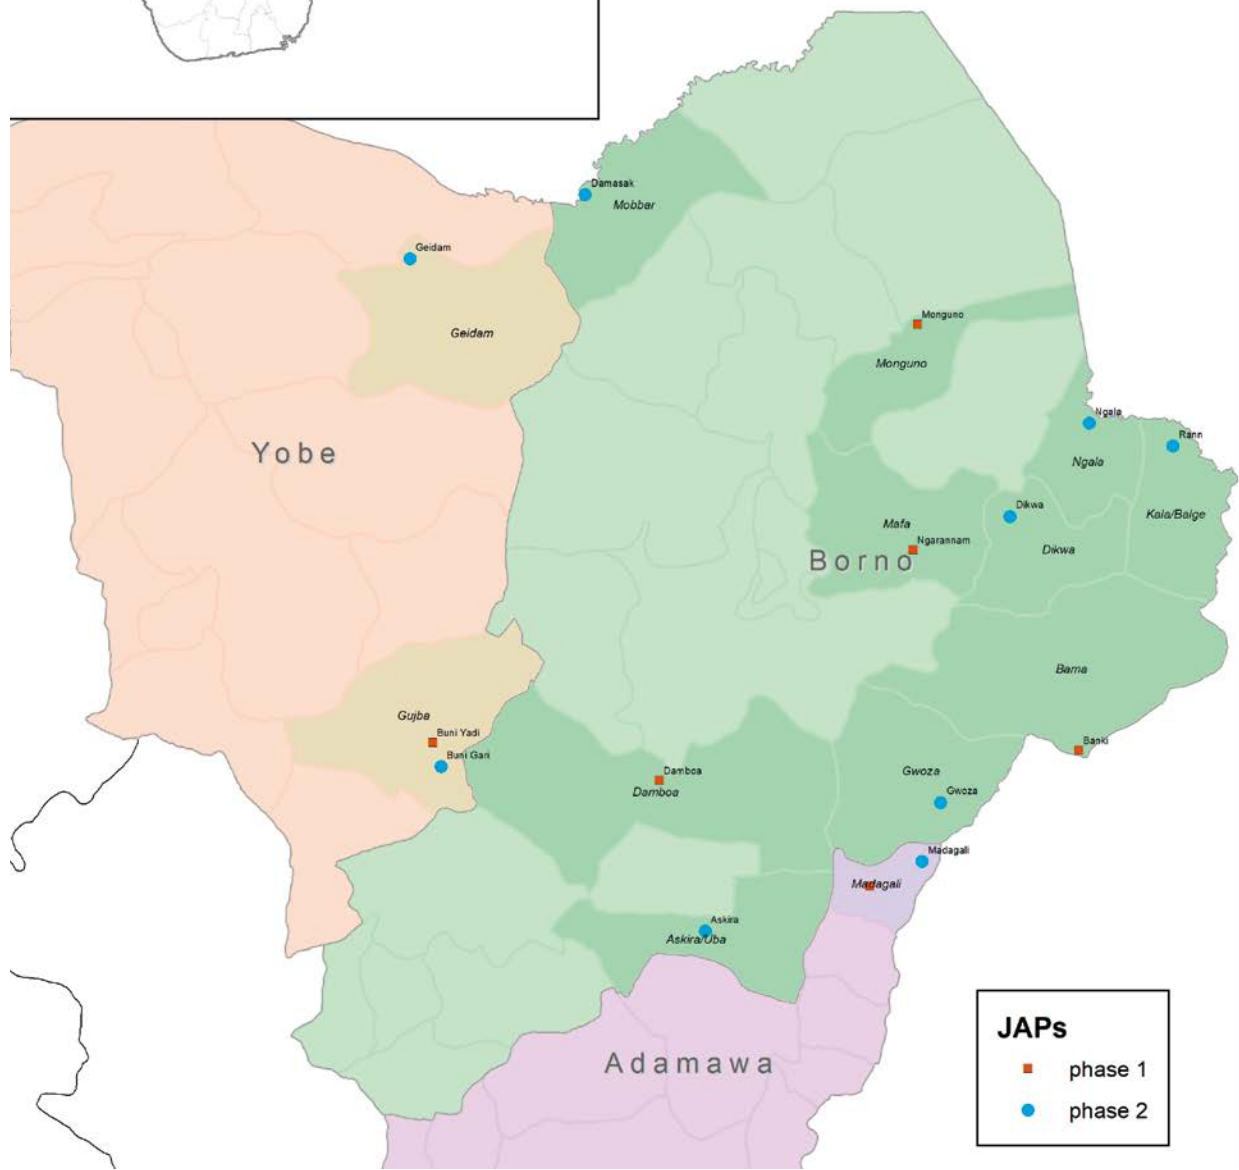 Damasak
Mobbar
Geidam
Geidam
Monguno
Monguno
Ngala
Rann
Yobe
Ngala
Dikwa
Kala/Balge
Mafa
Ngarannam
Dikwa
Borno
Bama
Gujba
Buni Yadi
Banki
Buni Gari
Damboa
Gwoza
Damboa
Gwoza
Madagali
Madagali
Askira
Askira/Uba
Adamawa
JAPs
phase 1
phase 2